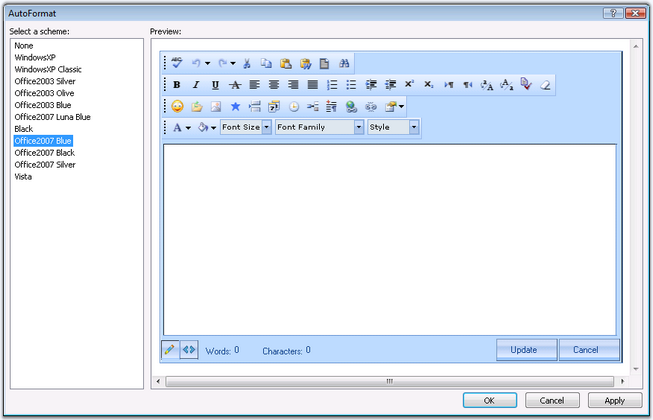 AutoFormat
Select a scheme:
Preview:
None
WindowsXP
WindowsXP Classic
Office2003 Silver
Office2003 Olive
Office2003 Blue
Office2007 Luna Blue
Black
Office2007 Blue
Office2007 Black
Office2007 Silver
Vista
ABC
B I U A
A Font Size Font Family Style
Words: 0 Characters: 0 Update Cancel
OK Cancel Apply